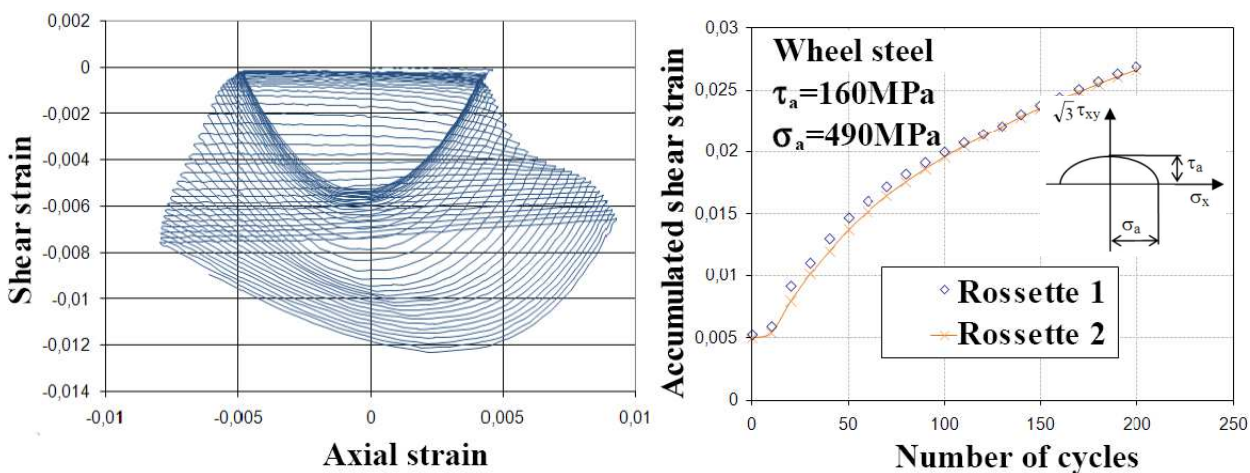 0,002
0
-0,002
-0,004
-0,006
-0,008
-0,01
-0,012
-0,014
-0,01
-0,005
0
0,005
0,01
Shear strain
Axial strain
0,03
0,025
0,02
0,015
0,01
0,005
0
0
50
100
150
200
250
Accumulated shear strain
Number of cycles
Wheel steel
τa=160MPa
σa=490MPa
√3 τxy
τa
σx
σa
Rossette 1
Rossette 2